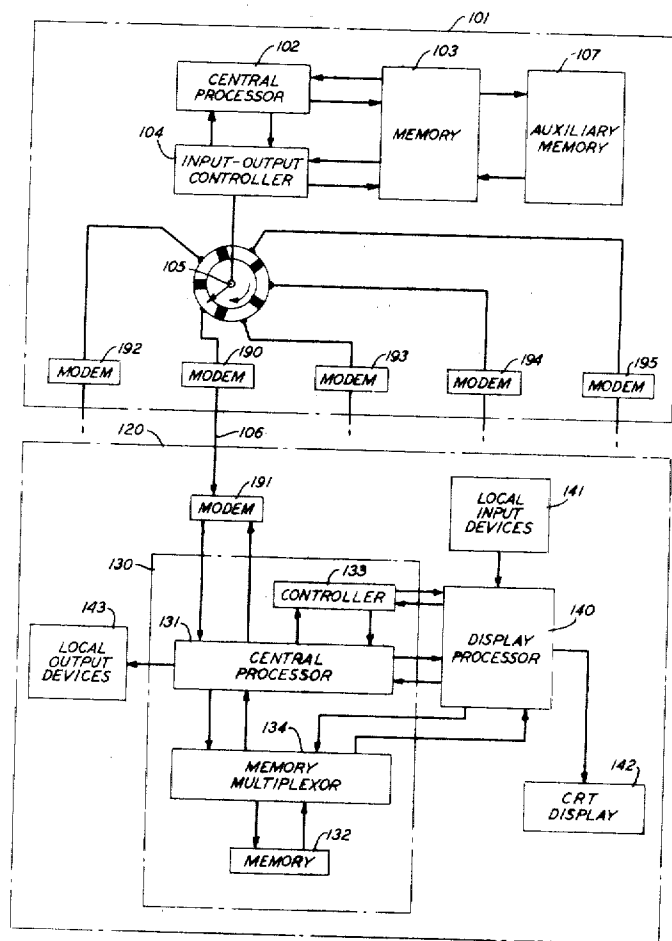 101
102
103
107
CENTRAL
PROCESSOR
MEMORY
AUXILIARY
MEMORY
104
INPUT-OUTPUT
CONTROLLER
105
192
MODEM
190
MODEM
193
MODEM
194
MODEM
195
MODEM
106
120
191
MODEM
LOCAL
INPUT
DEVICES
141
130
133
CONTROLLER
140
DISPLAY
PROCESSOR
143
LOCAL
OUTPUT
DEVICES
131
CENTRAL
PROCESSOR
134
MEMORY
MULTIPLEXOR
142
CRT
DISPLAY
132
MEMORY